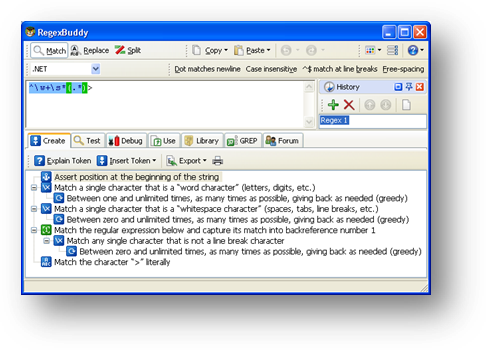 RegexBuddy
Match Replace Split Copy Paste
.NET Dot matches newline Case insensitive ^$ match at line breaks Free-spacing
^\w+\s*(.*)>
History
Regex 1
Create Test Debug Use Library GREP Forum
Explain Token Insert Token Export
Assert position at the beginning of the string
Match a single character that is a "word character" (letters, digits, etc.)
Between one and unlimited times, as many times as possible, giving back as needed (greedy)
Match a single character that is a "whitespace character" (spaces, tabs, line breaks, etc.)
Between zero and unlimited times, as many times as possible, giving back as needed (greedy)
Match the regular expression below and capture its match into backreference number 1
Match any single character that is not a line break character
Between zero and unlimited times, as many times as possible, giving back as needed (greedy)
Match the character ">" literally